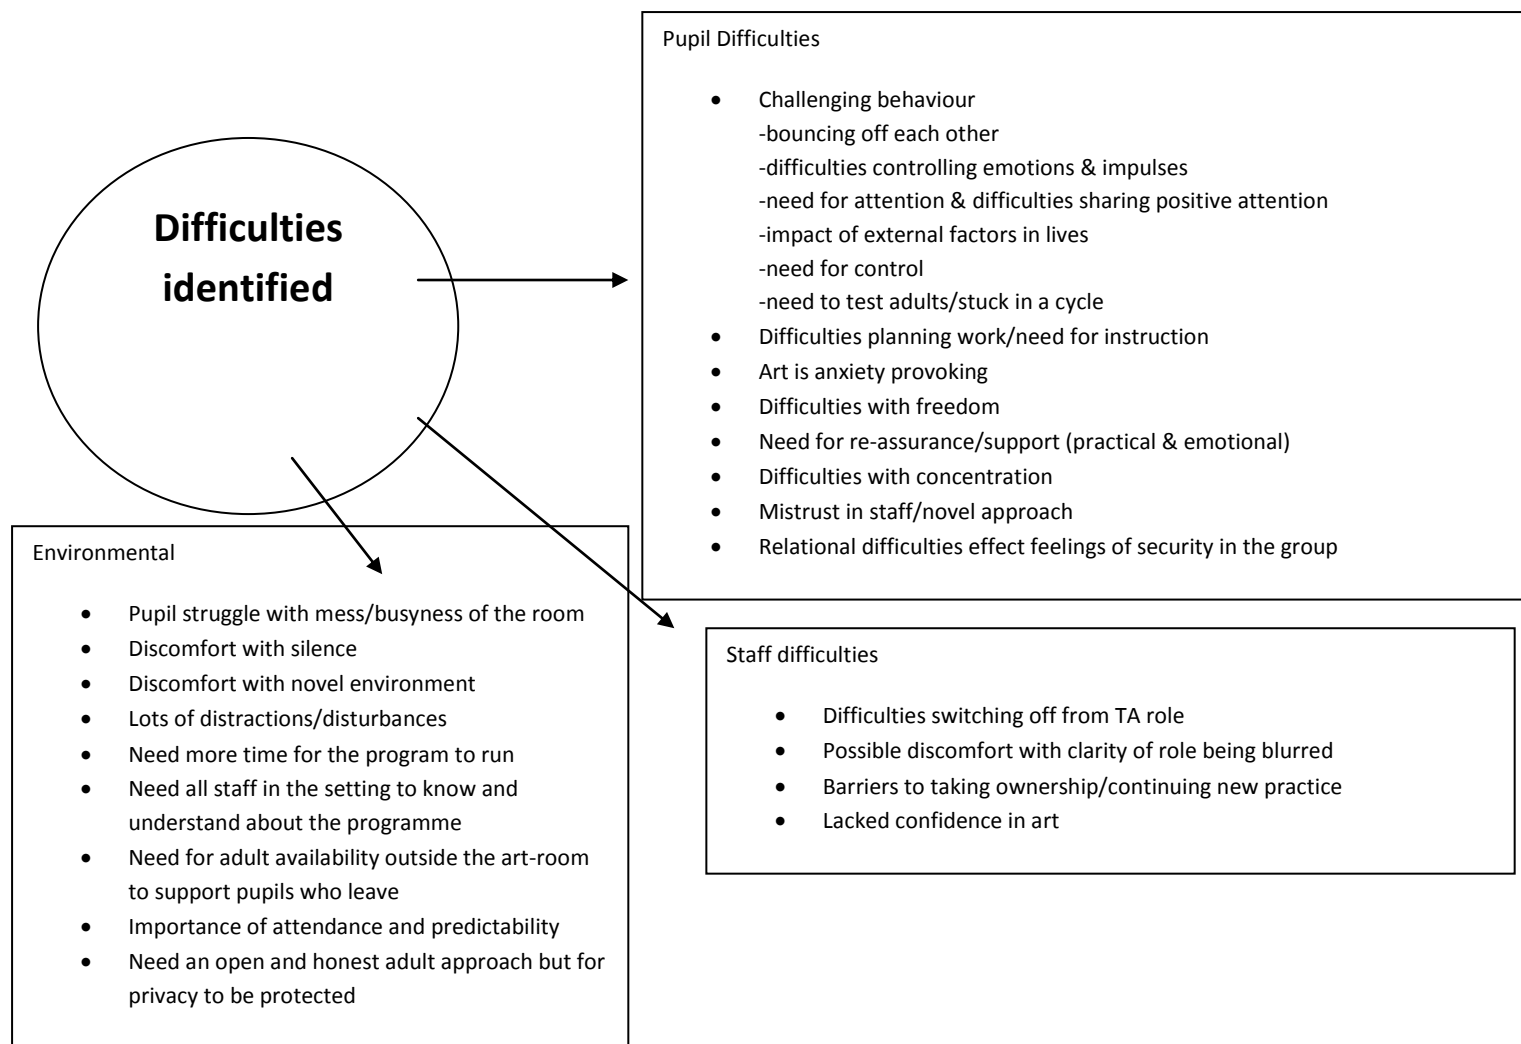 Difficulties
identified
Pupil Difficulties
• Challenging behaviour
-bouncing off each other
-difficulties controlling emotions & impulses
-need for attention & difficulties sharing positive attention
-impact of external factors in lives
-need for control
-need to test adults/stuck in a cycle
• Difficulties planning work/need for instruction
• Art is anxiety provoking
• Difficulties with freedom
• Need for re-assurance/support (practical & emotional)
• Difficulties with concentration
• Mistrust in staff/novel approach
• Relational difficulties effect feelings of security in the group
Environmental
• Pupil struggle with mess/busyness of the room
• Discomfort with silence
• Discomfort with novel environment
• Lots of distractions/disturbances
• Need more time for the program to run
• Need all staff in the setting to know and
understand about the programme
• Need for adult availability outside the art-room
to support pupils who leave
• Importance of attendance and predictability
• Need an open and honest adult approach but for
privacy to be protected
Staff difficulties
• Difficulties switching off from TA role
• Possible discomfort with clarity of role being blurred
• Barriers to taking ownership/continuing new practice
• Lacked confidence in art